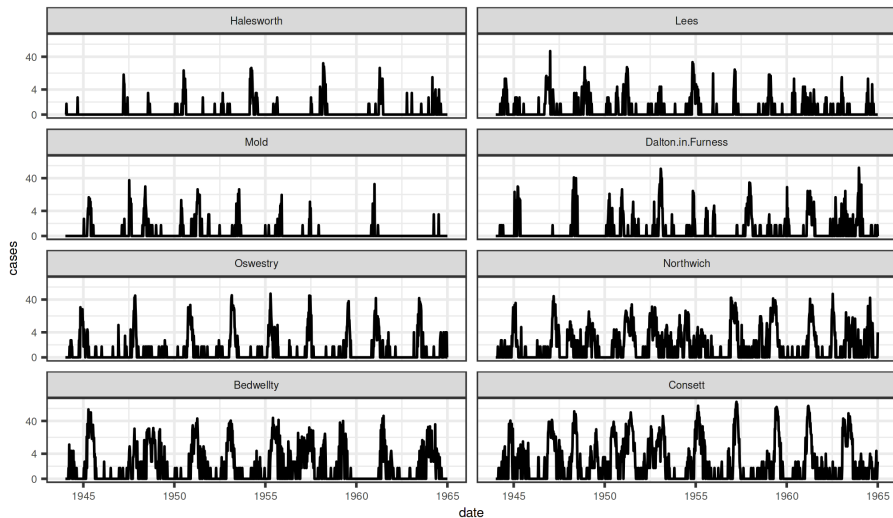 Halesworth
Lees
40
4
0
Mold
Dalton.in.Furness
40
4
0
cases
Oswestry
Northwich
40
4
0
Bedwellty
Consett
40
4
0
1945 1950 1955 1960 1965 1945 1950 1955 1960 1965
date